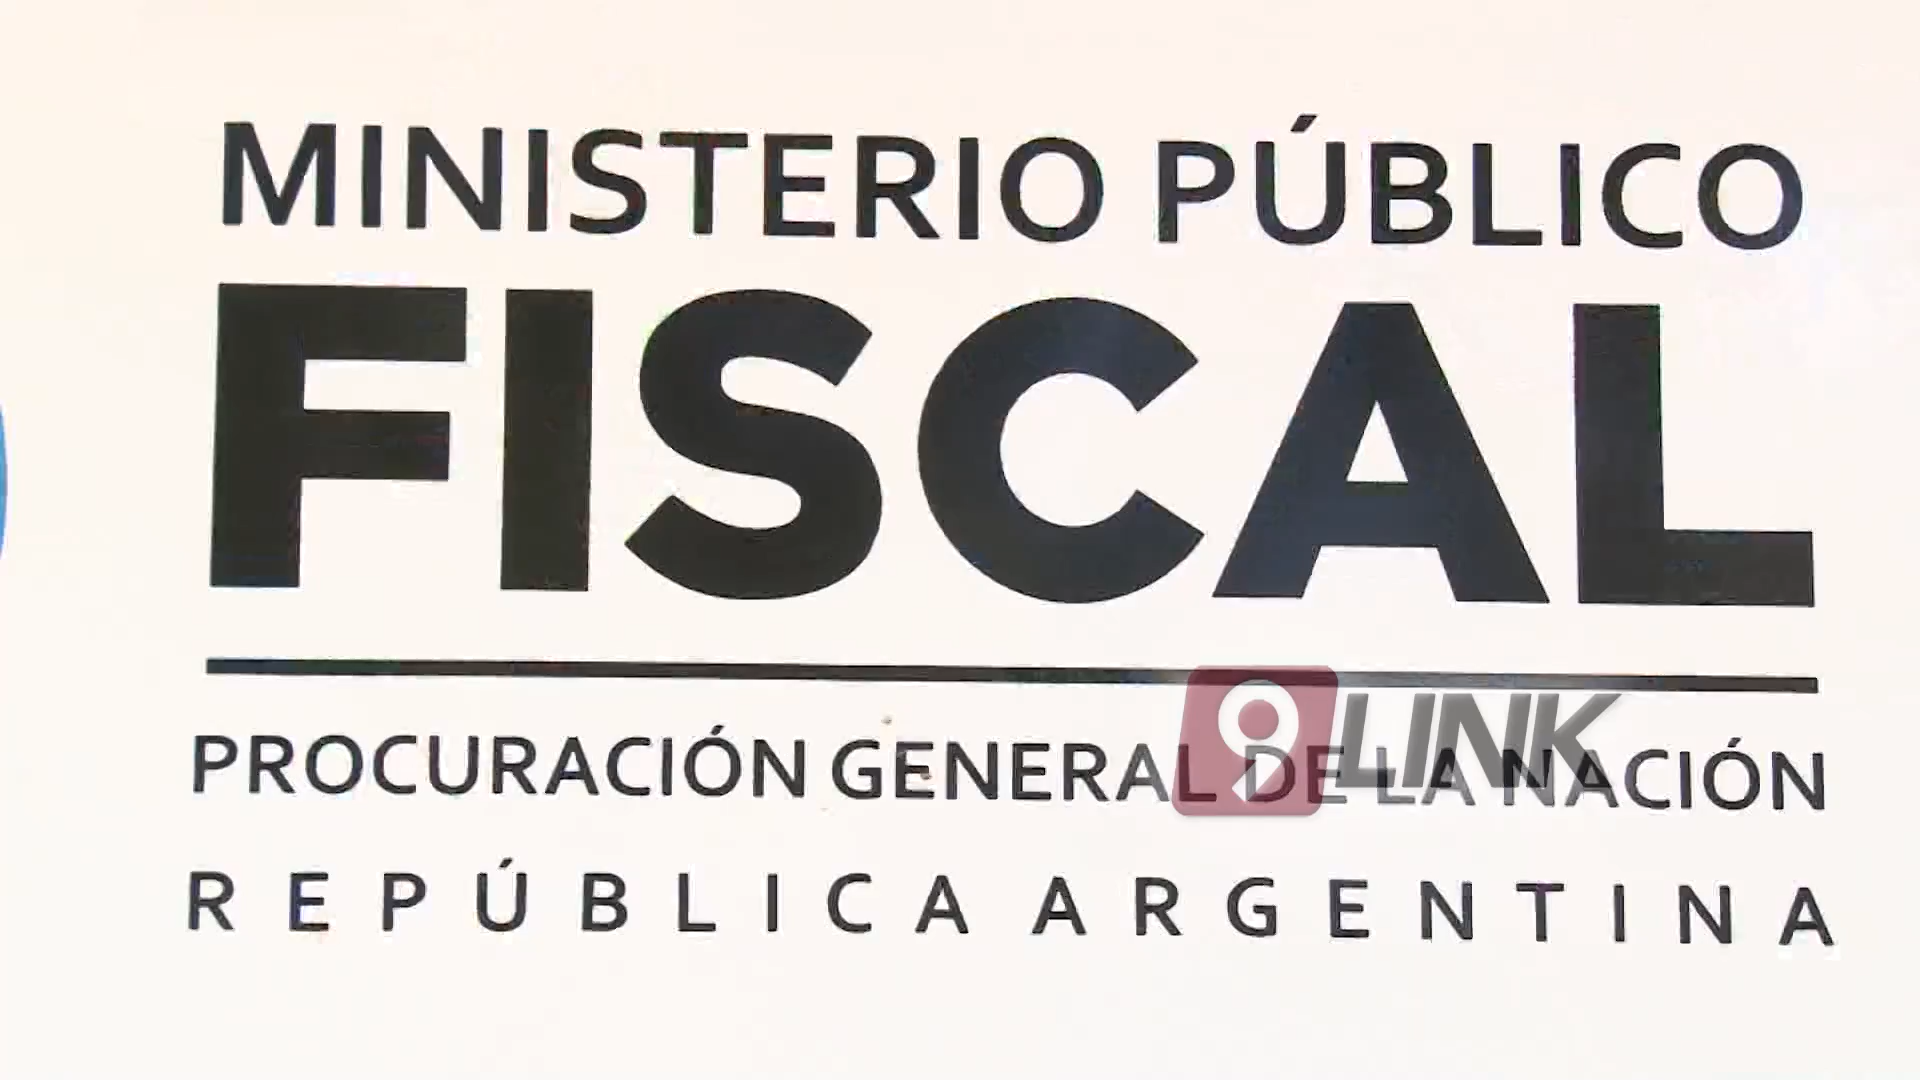 MINISTERIO PÚBLICO
FISCAL
PROCURACIÓN GENERAL DE LA NACIÓN
REPÚBLICA ARGENTINA
9 LINK